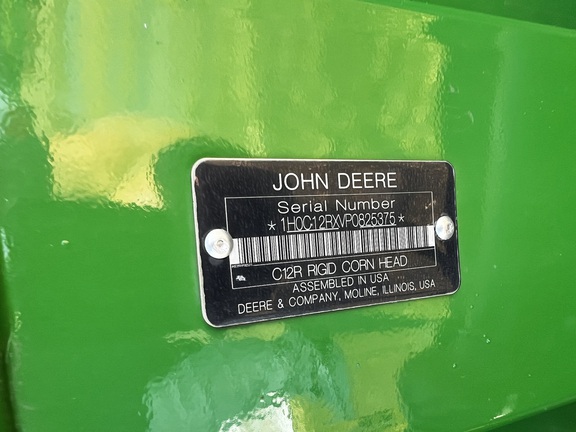 JOHN DEERE
Serial Number
*1H0C12RXVP0825375*
C12R RIGID CORN HEAD
ASSEMBLED IN USA
DEERE & COMPANY, MOLINE, ILLINOIS, USA